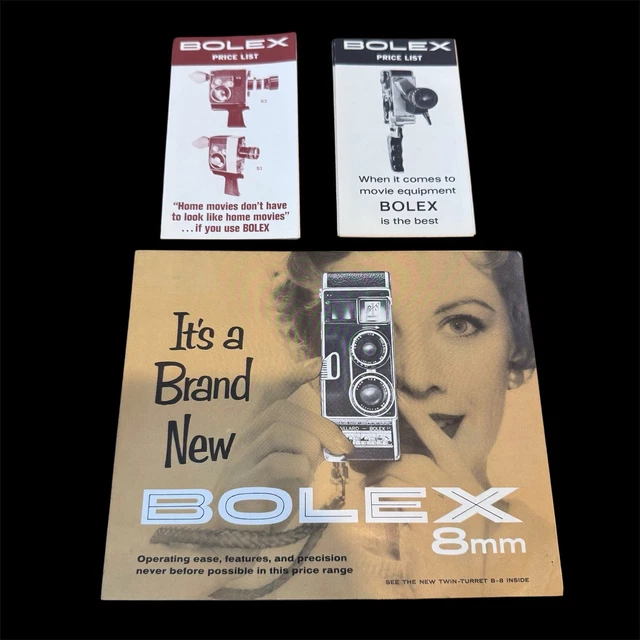 BOLEX
PRICE LIST
"Home movies don't have
to look like home movies"
...if you use BOLEX
BOLEX
PRICE LIST
When it comes to
movie equipment
BOLEX
is the best
It's a
Brand
New
BOLEX
8mm
Operating ease, features, and precision
never before possible in this price range
SEE THE NEW TWIN-TURRET B-8 INSIDE